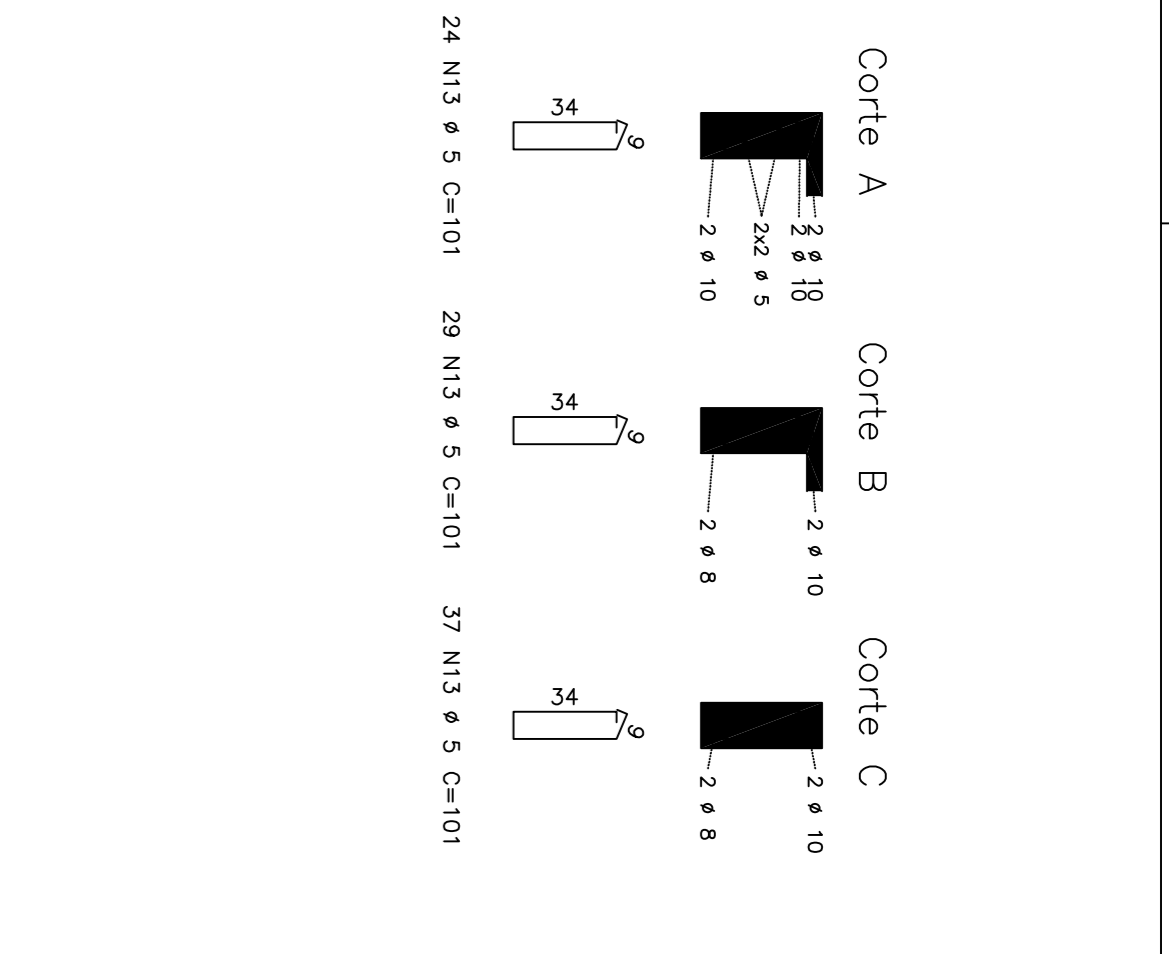 Corte A
2 ø 10
2 ø 10
2x2 ø 5
2 ø 10
9
34
24 N13 ø 5 C=101
Corte B
2 ø 10
2 ø 8
9
34
29 N13 ø 5 C=101
Corte C
2 ø 10
2 ø 8
9
34
37 N13 ø 5 C=101